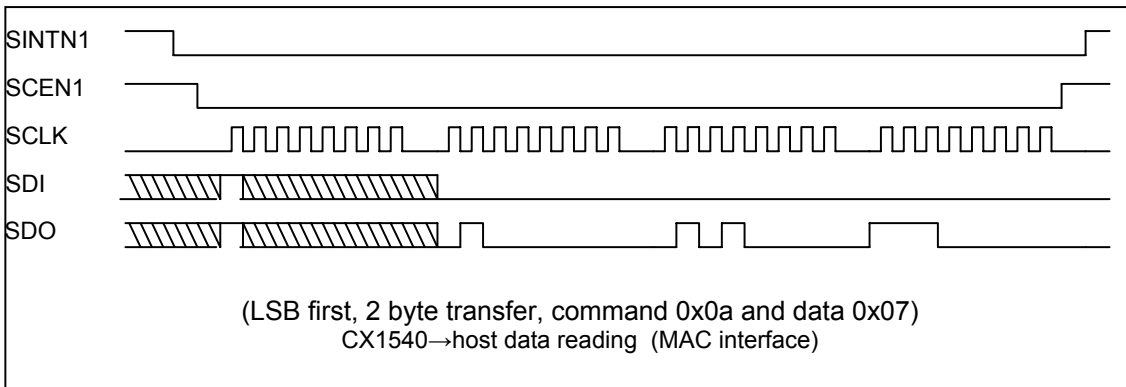 SINTN1
SCEN1
SCLK
SDI
SDO
(LSB first, 2 byte transfer, command 0x0a and data 0x07)
CX1540→host data reading (MAC interface)